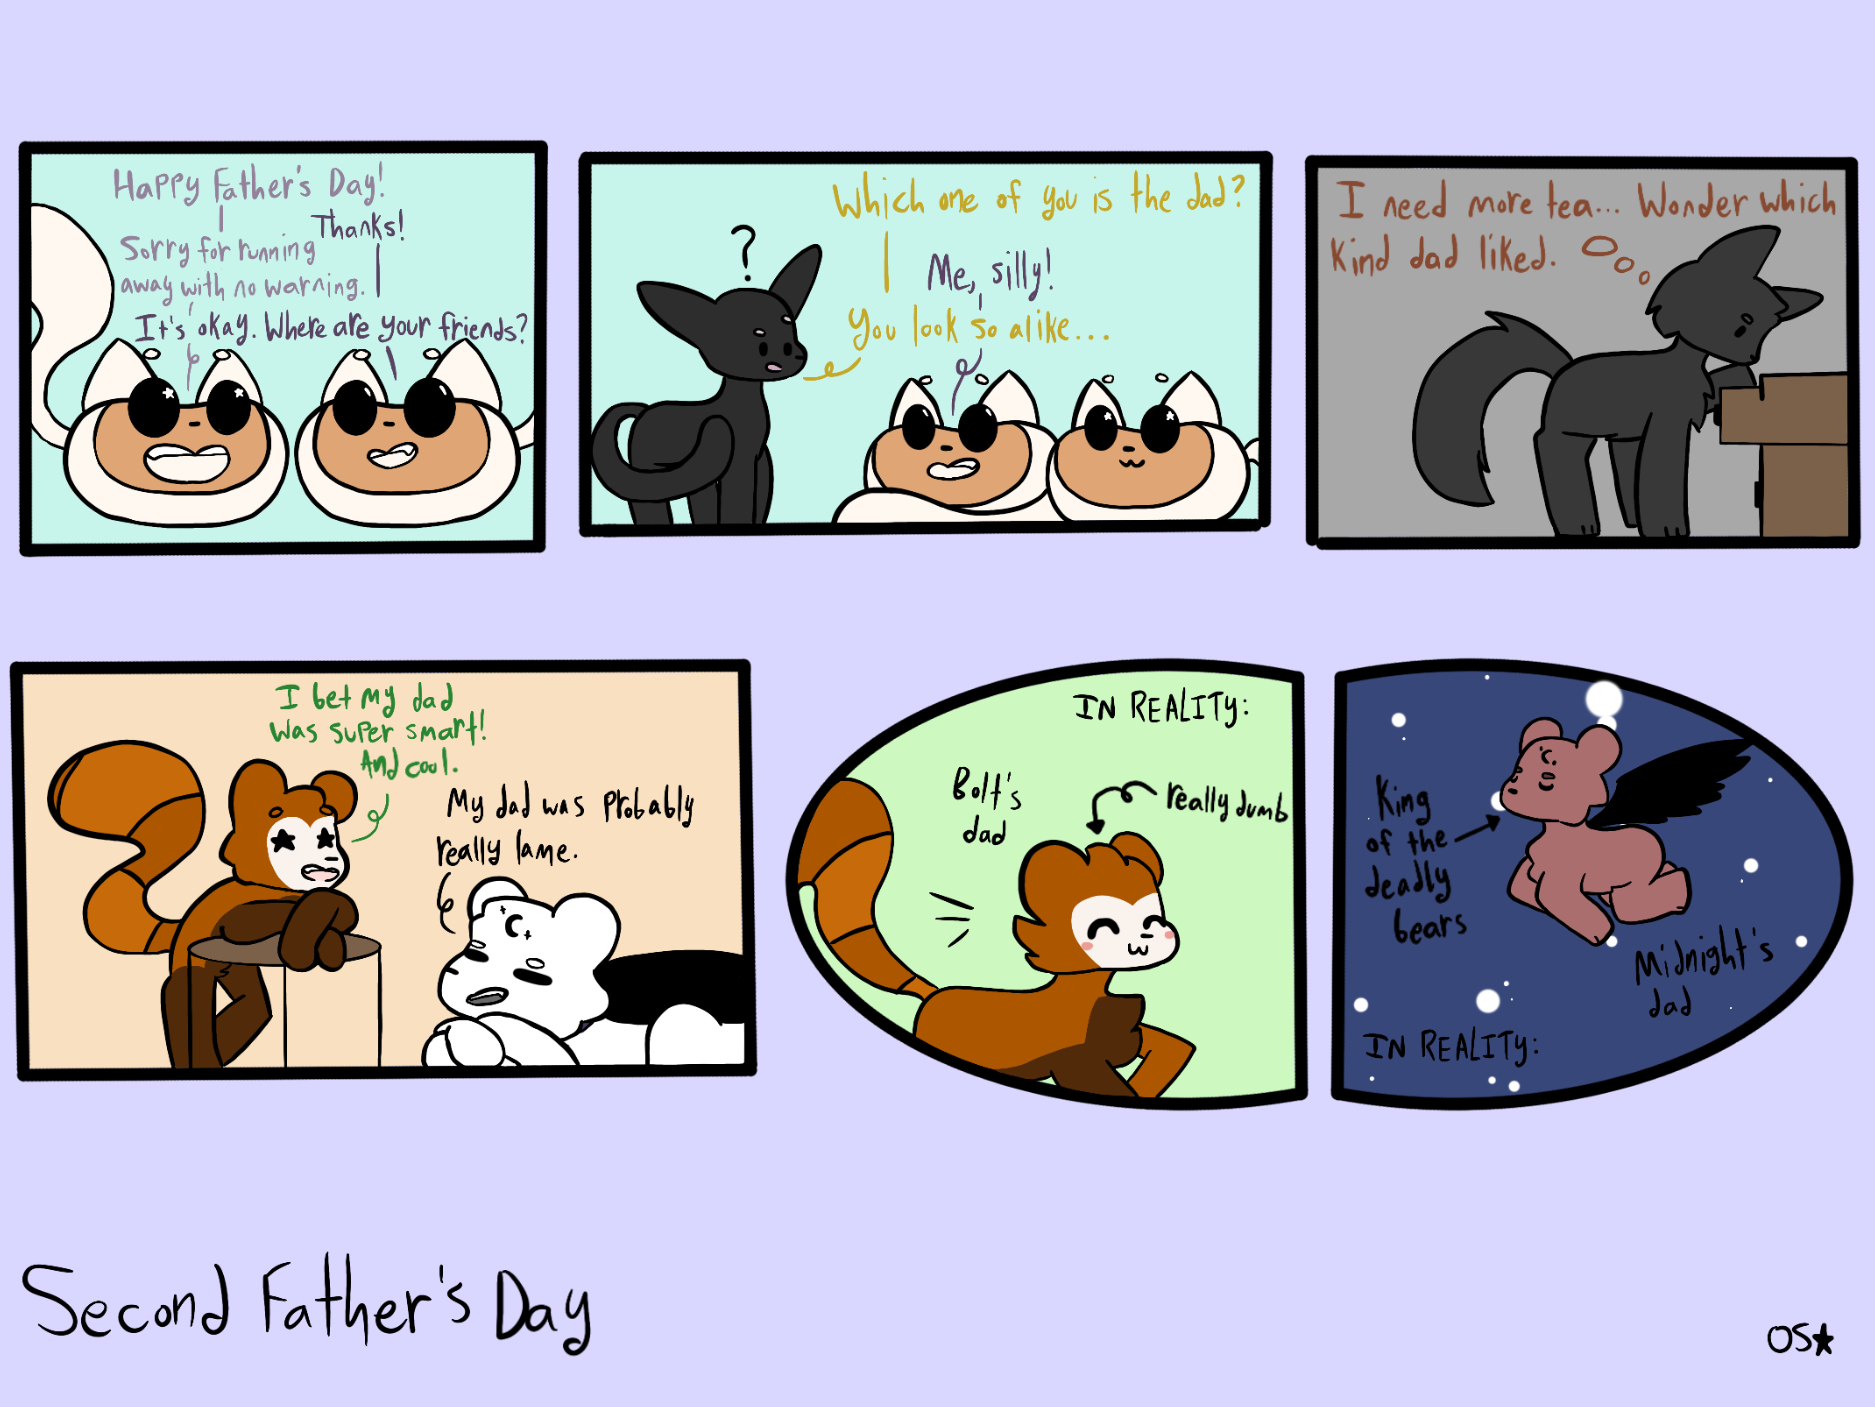 Happy Father's Day!
Thanks!
Sorry for running
away with no warning.
It's okay. Where are your friends?
Which one of you is the dad?
?
Me, silly!
You look so alike...
I need more tea... Wonder which
kind dad liked.
I bet my dad
was super smart!
And cool.
My dad was probably
really lame.
IN REALITY:
Bolt's
dad
really dumb
King
of the
deadly
bears
Midnight's
dad
IN REALITY:
Second Father's Day
OS★